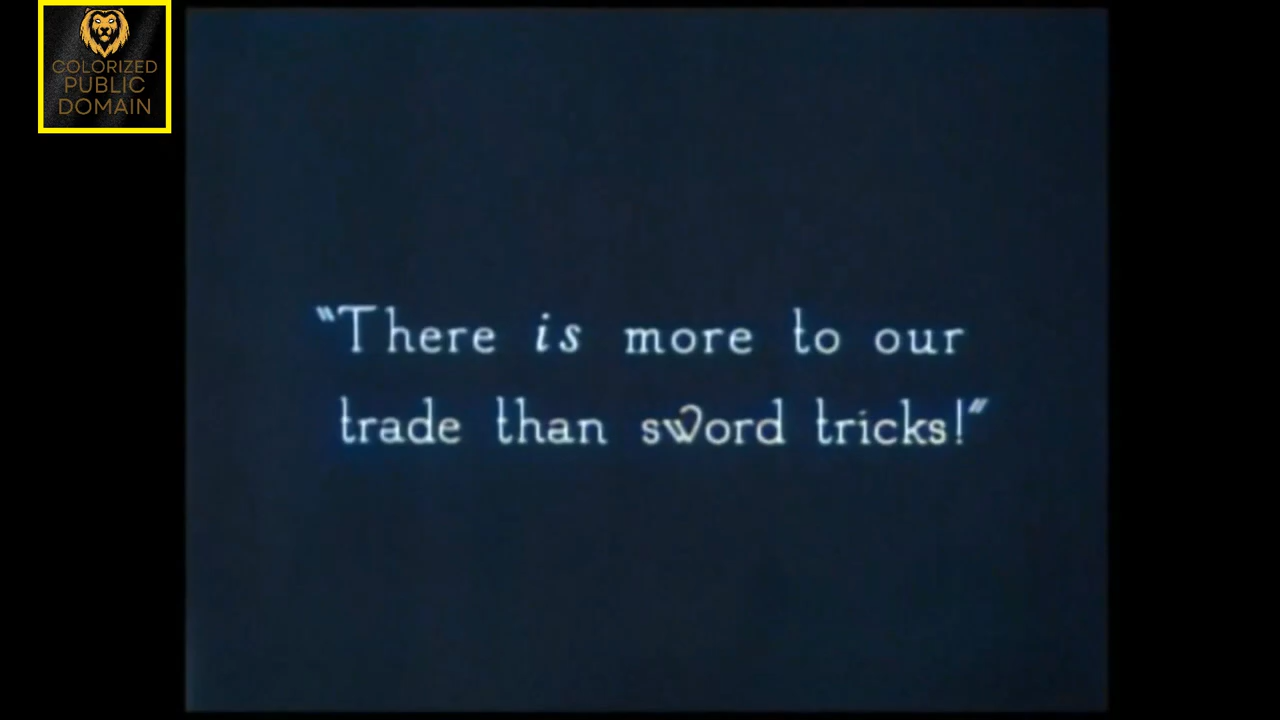 COLORIZED
PUBLIC
DOMAIN
"There is more to our
trade than sword tricks!"